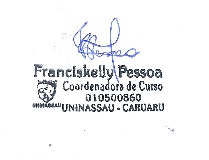 Franciskelly Pessoa
Coordenadora de Curso
010500860
UNINASSAU
UNINASSAU - CARUARU